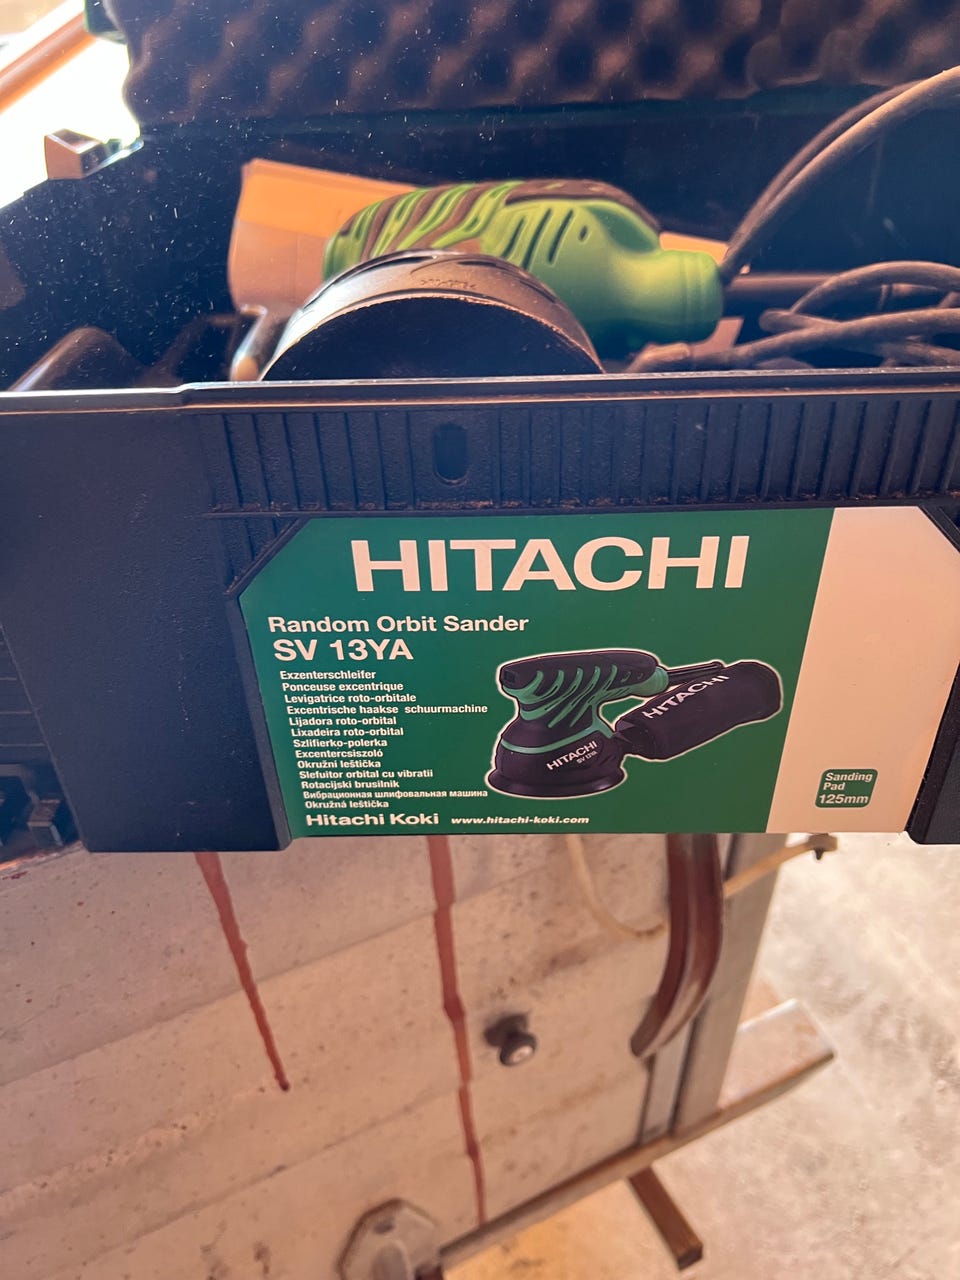 HITACHI
Random Orbit Sander
SV 13YA
Exzenterschleifer
Ponceuse excentrique
Levigatrice roto-orbitale
Excentrische haakse schuurmachine
Lijadora roto-orbital
Lixadeira roto-orbital
Szlifierko-polerka
Excentercsiszoló
Okružní leštička
Slefuitor orbital cu vibratii
Rotacijski brusilnik
Вибрационная шлифовальная машина
Okružná leštička
Hitachi Koki www.hitachi-koki.com
HITACHI
HITACHI
Sanding
Pad
125mm